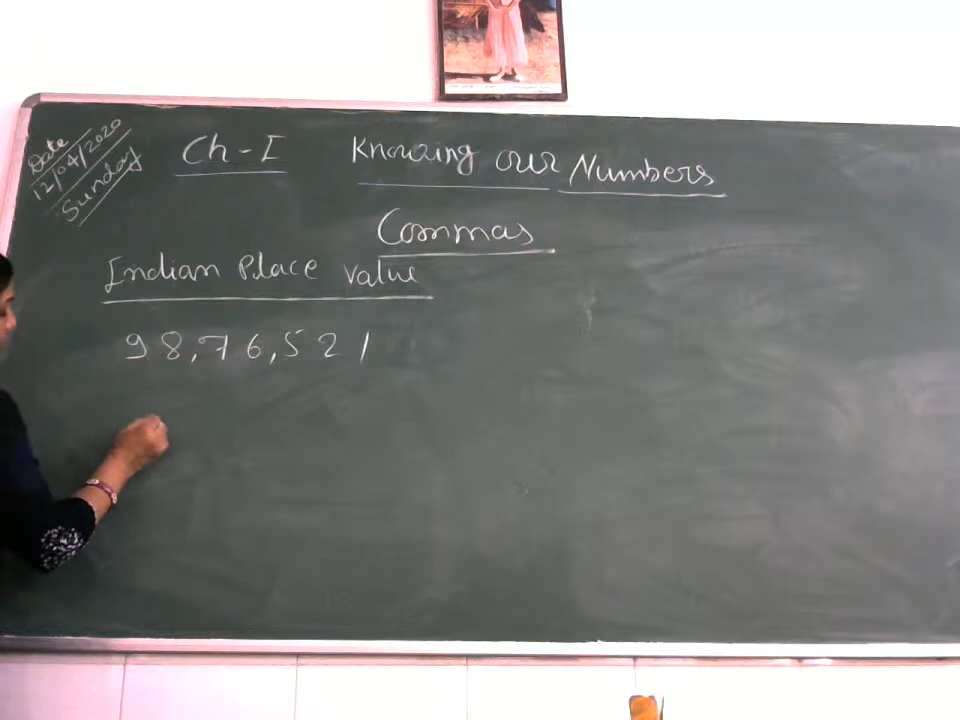 Date
12/04/2020
Sunday
Ch-I Knowing our Numbers
Commas
Indian Place value
98,76,521